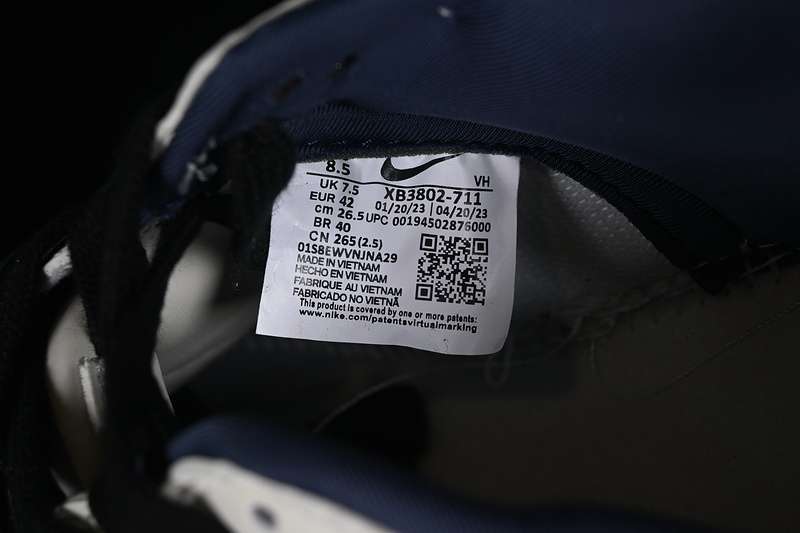 8.5
VH
UK 7.5 XB3802-711
EUR 42 01/20/23 | 04/20/23
cm 26.5 UPC 00194502876000
BR 40
CN 265 (2.5)
01S8EWVNJNA29
MADE IN VIETNAM
HECHO EN VIETNAM
FABRIQUE AU VIETNAM
FABRICADO NO VIETNÃ
This product is covered by one or more patents:
www.nike.com/patentsvirtualmarking